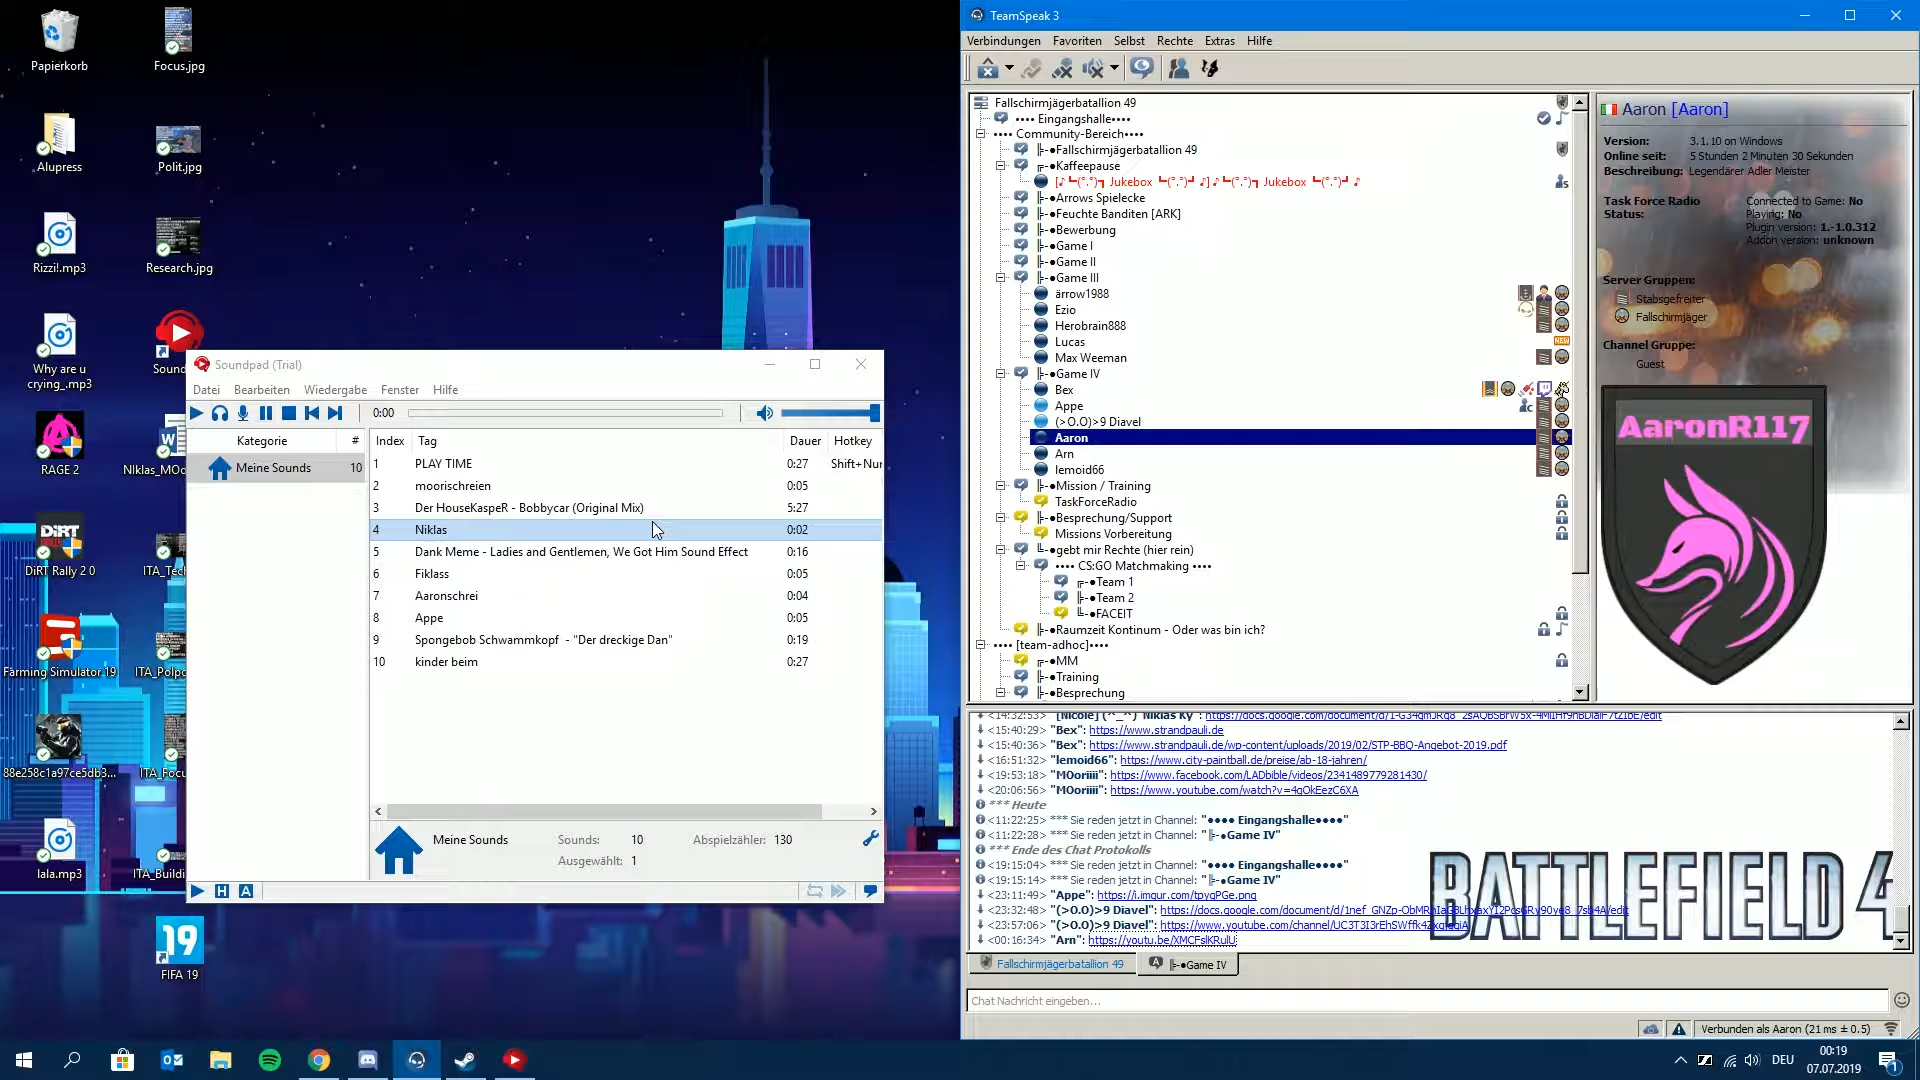 Papierkorb
Focus.jpg
Alupress
Polit.jpg
Rizzi!.mp3
Research.jpg
Why are u
crying_.mp3
RAGE 2
DiRT Rally 2.0
Farming Simulator 19
88e258c1a97ce5db3...
lala.mp3
19
FIFA 19
Soundpad (Trial)
Datei Bearbeiten Wiedergabe Fenster Hilfe
0:00
Kategorie #
Meine Sounds 10
Index Tag Dauer Hotkey
1 PLAY TIME 0:27 Shift+Nur
2 moorischreien 0:05
3 Der HouseKaspeR - Bobbycar (Original Mix) 5:27
4 Niklas 0:02
5 Dank Meme - Ladies and Gentlemen, We Got Him Sound Effect 0:16
6 Fiklass 0:05
7 Aaronschrei 0:04
8 Appe 0:05
9 Spongebob Schwammkopf - "Der dreckige Dan" 0:19
10 kinder beim 0:27
Meine Sounds Sounds: 10 Abspielzähler: 130
Ausgewählt: 1
H A
TeamSpeak 3
Verbindungen Favoriten Selbst Rechte Extras Hilfe
Fallschirmjägerbatallion 49
•••• Eingangshalle••••
•••• Community-Bereich••••
╠-●Fallschirmjägerbatallion 49
╔-●Kaffeepause
[♪┗(°.°)┓ Jukebox ┗(°.°)┛ ♪] ♪┗(°.°)┓ Jukebox ┗(°.°)┛ ♪
╠-●Arrows Spielecke
╠-●Feuchte Banditen [ARK]
╠-●Bewerbung
╠-●Game I
╠-●Game II
╠-●Game III
ärrow1988
Ezio
Herobrain888
Lucas
NEW
Max Weeman
╠-●Game IV
Bex
Appe
(>O.O)>9 Diavel
Aaron
Arn
lemoid66
╠-●Mission / Training
TaskForceRadio
╠-●Besprechung/Support
Missions Vorbereitung
╚-●gebt mir Rechte (hier rein)
•••• CS:GO Matchmaking ••••
╔-●Team 1
╠-●Team 2
╚-●FACEIT
╠-●Raumzeit Kontinum - Oder was bin ich?
•••• [team-adhoc]••••
╔-●MM
╠-●Training
╠-●Besprechung
Aaron [Aaron]
Version: 3.1.10 on Windows
Online seit: 5 Stunden 2 Minuten 30 Sekunden
Beschreibung: Legendärer Adler Meister
Task Force Radio Status:
Connected to Game: No
Playing: No
Plugin version: 1.-1.0.312
Addon version: unknown
Server Gruppen:
Stabsgefreiter
Fallschirmjäger
Channel Gruppe:
Guest
AaronR117
<15:40:29> "Bex": https://www.strandpauli.de
<15:40:36> "Bex": https://www.strandpauli.de/wp-content/uploads/2019/02/STP-BBQ-Angebot-2019.pdf
<16:51:32> "lemoid66": https://www.city-paintball.de/preise/ab-18-jahren/
<19:53:18> "MOoriiii": https://www.facebook.com/LADbible/videos/2341489779281430/
<20:06:56> "MOoriiii": https://www.youtube.com/watch?v=4gOkEezC6XA
*** Heute
<11:22:25> *** Sie reden jetzt in Channel: "●●●● Eingangshalle●●●●"
<11:22:28> *** Sie reden jetzt in Channel: "╠-●Game IV"
*** Ende des Chat Protokolls
<19:15:04> *** Sie reden jetzt in Channel: "●●●● Eingangshalle●●●●"
<19:15:14> *** Sie reden jetzt in Channel: "╠-●Game IV"
<23:11:49> "Appe": https://i.imgur.com/tpyqPGe.png
<23:32:48> "(>O.O)>9 Diavel":
<23:57:06> "(>O.O)>9 Diavel":
<00:16:34> "Arn": https://youtu.be/XMCFslKRulU
BATTLEFIELD 4
Fallschirmjägerbatallion 49 ╠-●Game IV
Chat Nachricht eingeben...
Verbunden als Aaron (21 ms ± 0.5)
DEU
00:19
07.07.2019
1